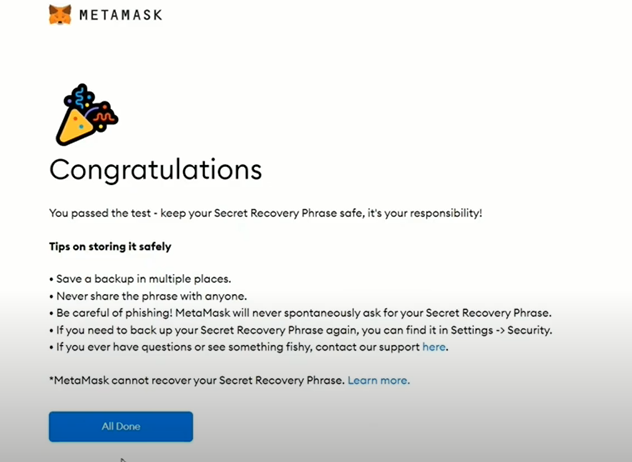 METAMASK
Congratulations
You passed the test - keep your Secret Recovery Phrase safe, it's your responsibility!
Tips on storing it safely
• Save a backup in multiple places.
• Never share the phrase with anyone.
• Be careful of phishing! MetaMask will never spontaneously ask for your Secret Recovery Phrase.
• If you need to back up your Secret Recovery Phrase again, you can find it in Settings -> Security.
• If you ever have questions or see something fishy, contact our support here.
*MetaMask cannot recover your Secret Recovery Phrase. Learn more.
All Done